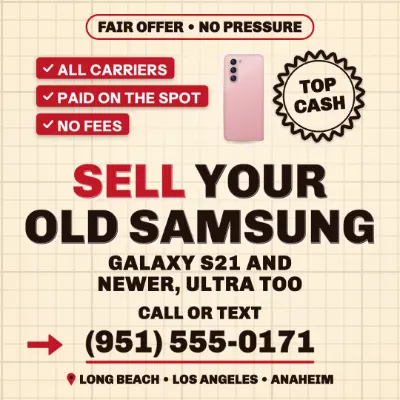 FAIR OFFER • NO PRESSURE
ALL CARRIERS
PAID ON THE SPOT
NO FEES
TOP
CASH
SELL YOUR
OLD SAMSUNG
GALAXY S21 AND
NEWER, ULTRA TOO
CALL OR TEXT
(951) 555-0171
LONG BEACH • LOS ANGELES • ANAHEIM